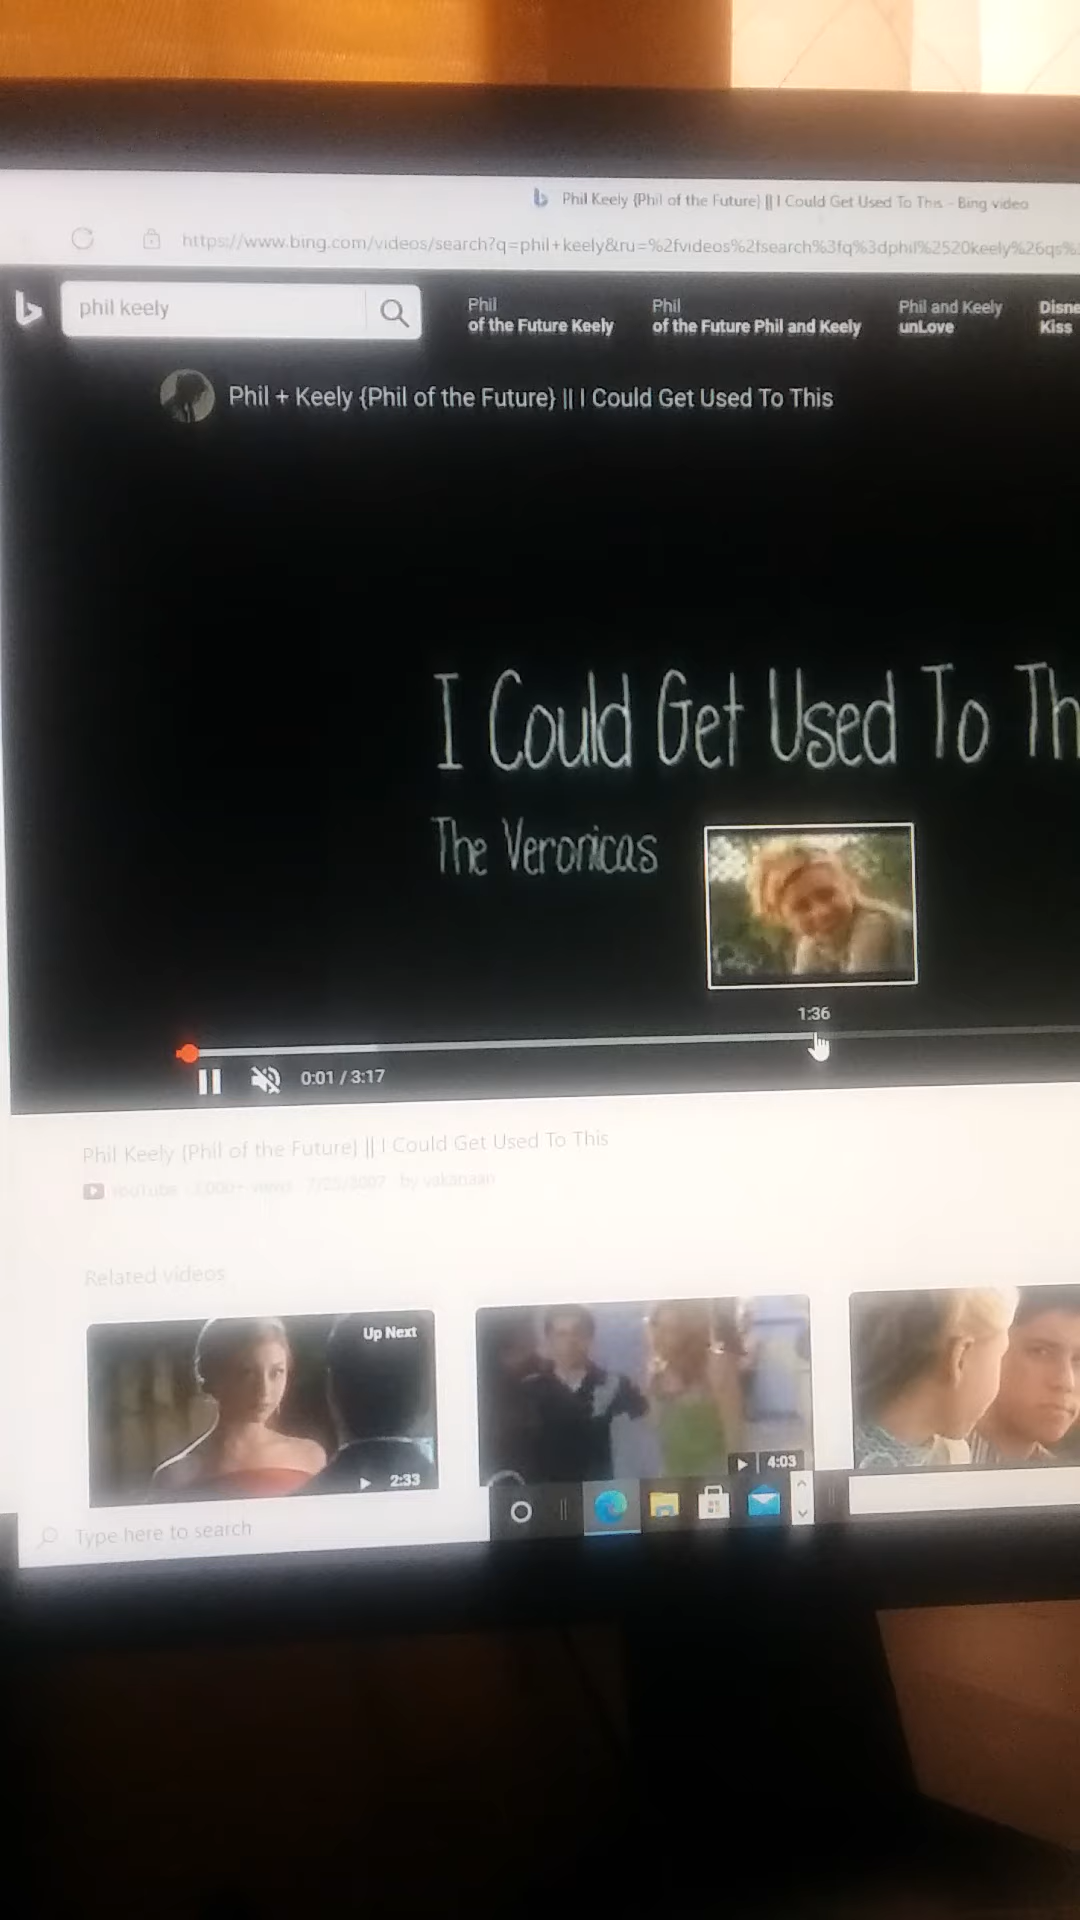 Phil Keely {Phil of the Future} || I Could Get Used To This - Bing video
https://www.bing.com/videos/search?q=phil+keely&ru=%2fvideos%2fsearch%3fq%3dphil%2520keely%26qs%
phil keely
Phil
of the Future Keely
Phil
of the Future Phil and Keely
Phil and Keely
unLove
Disne
Kiss
Phil + Keely {Phil of the Future} || I Could Get Used To This
I Could Get Used To Th
The Veronicas
1:36
0:01 / 3:17
Phil Keely {Phil of the Future} || I Could Get Used To This
YouTube · views · by
Related videos
Up Next
2:33
4:03
Type here to search